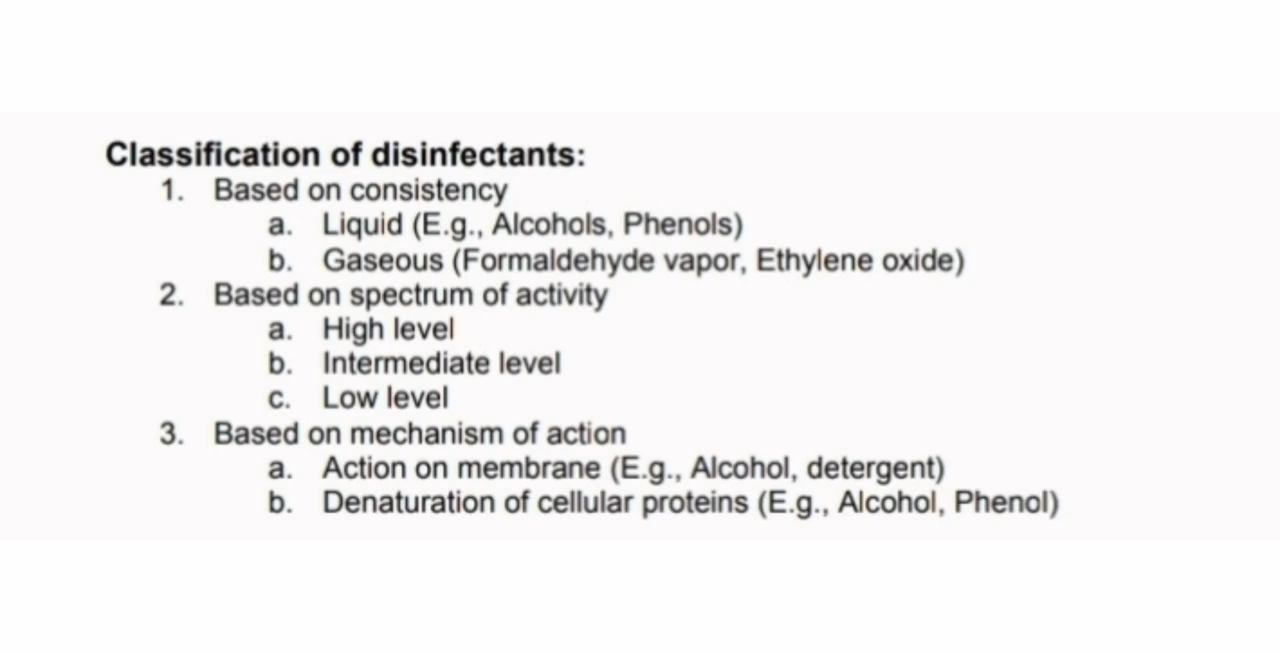 Classification of disinfectants:
1. Based on consistency
a. Liquid (E.g., Alcohols, Phenols)
b. Gaseous (Formaldehyde vapor, Ethylene oxide)
2. Based on spectrum of activity
a. High level
b. Intermediate level
c. Low level
3. Based on mechanism of action
a. Action on membrane (E.g., Alcohol, detergent)
b. Denaturation of cellular proteins (E.g., Alcohol, Phenol)